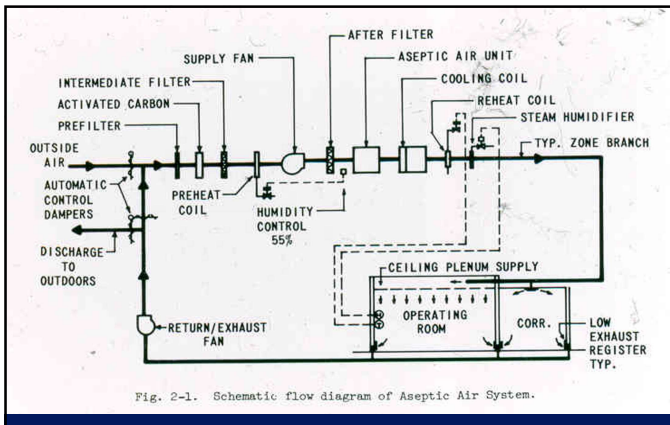 AFTER FILTER
SUPPLY FAN
ASEPTIC AIR UNIT
COOLING COIL
INTERMEDIATE FILTER
REHEAT COIL
ACTIVATED CARBON
STEAM HUMIDIFIER
PREFILTER
TYP. ZONE BRANCH
OUTSIDE
AIR
AUTOMATIC
CONTROL
DAMPERS
PREHEAT
COIL
HUMIDITY
CONTROL
55%
DISCHARGE
TO
OUTDOORS
CEILING PLENUM SUPPLY
OPERATING
ROOM
CORR.
LOW
EXHAUST
REGISTER
TYP.
RETURN/EXHAUST
FAN
Fig. 2-1. Schematic flow diagram of Aseptic Air System.